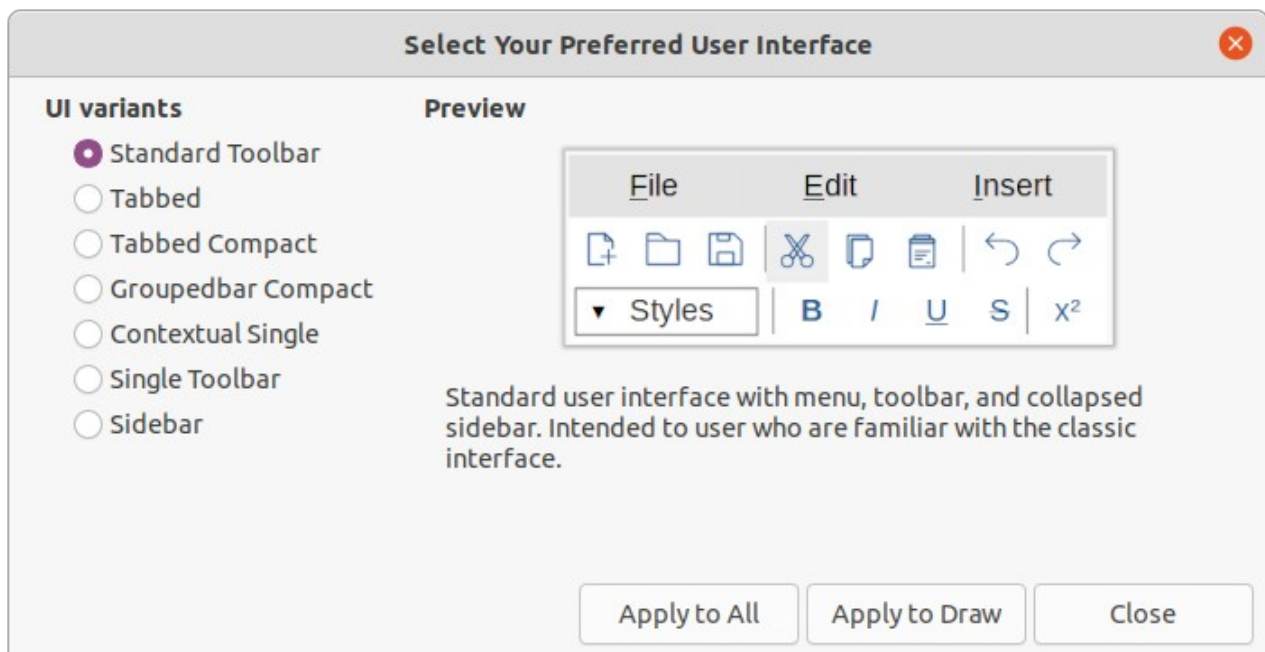 Select Your Preferred User Interface
UI variants
Standard Toolbar
Tabbed
Tabbed Compact
Groupedbar Compact
Contextual Single
Single Toolbar
Sidebar
Preview
File Edit Insert
Styles B I U S x²
Standard user interface with menu, toolbar, and collapsed
sidebar. Intended to user who are familiar with the classic
interface.
Apply to All Apply to Draw Close